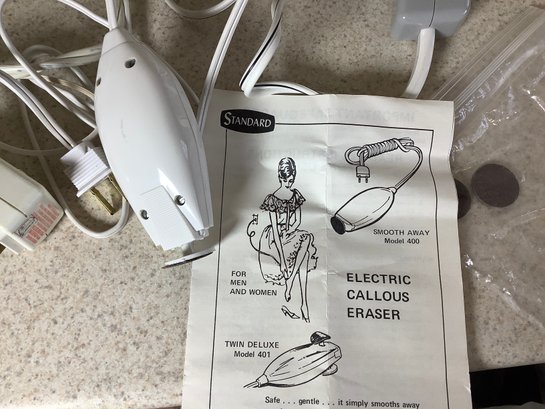 STANDARD
SMOOTH AWAY
Model 400
FOR
MEN
AND WOMEN
ELECTRIC
CALLOUS
ERASER
TWIN DELUXE
Model 401
Safe . . . gentle . . . it simply smooths away